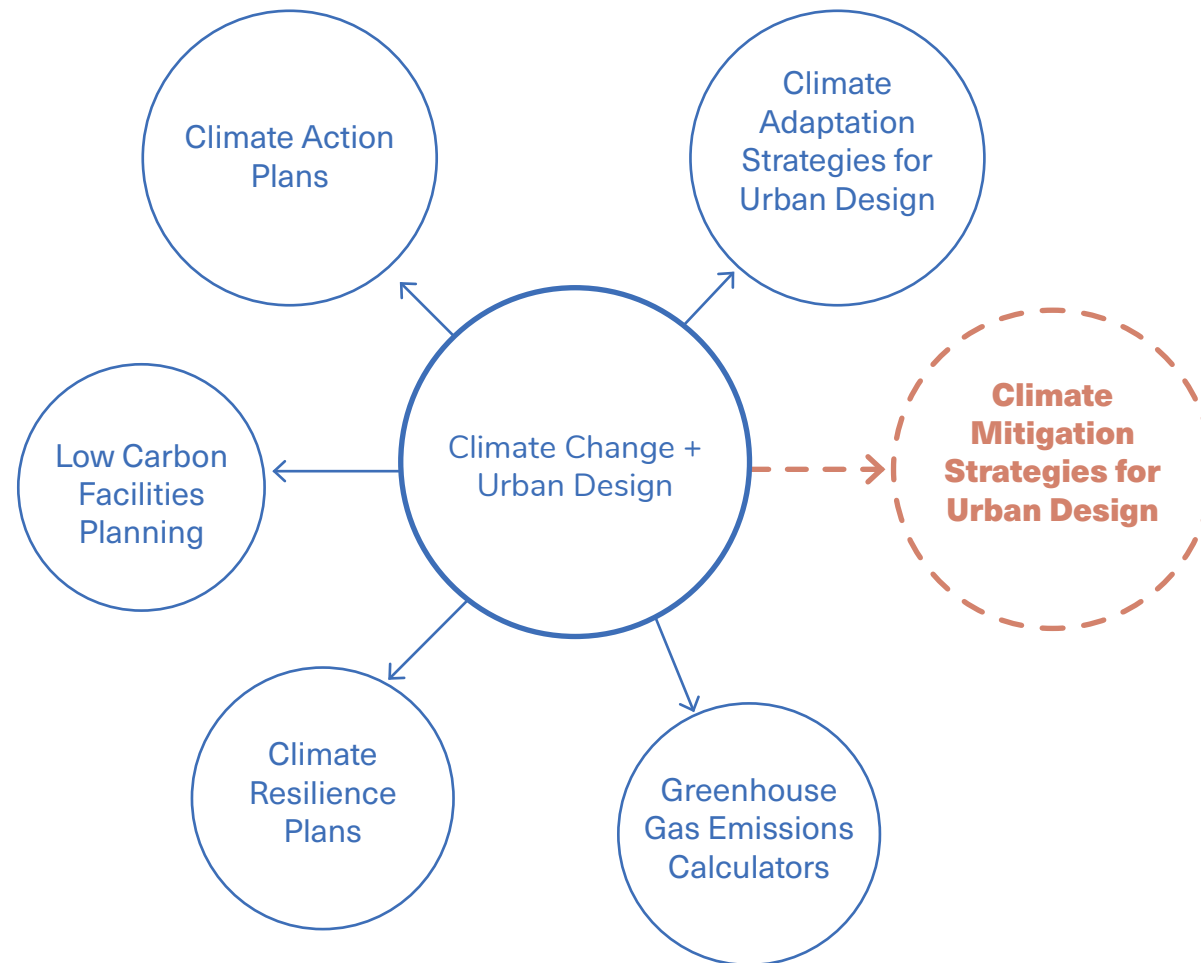 Climate Action
Plans
Climate
Adaptation
Strategies for
Urban Design
Climate Change +
Urban Design
Climate
Mitigation
Strategies for
Urban Design
Low Carbon
Facilities
Planning
Climate
Resilience
Plans
Greenhouse
Gas Emissions
Calculators